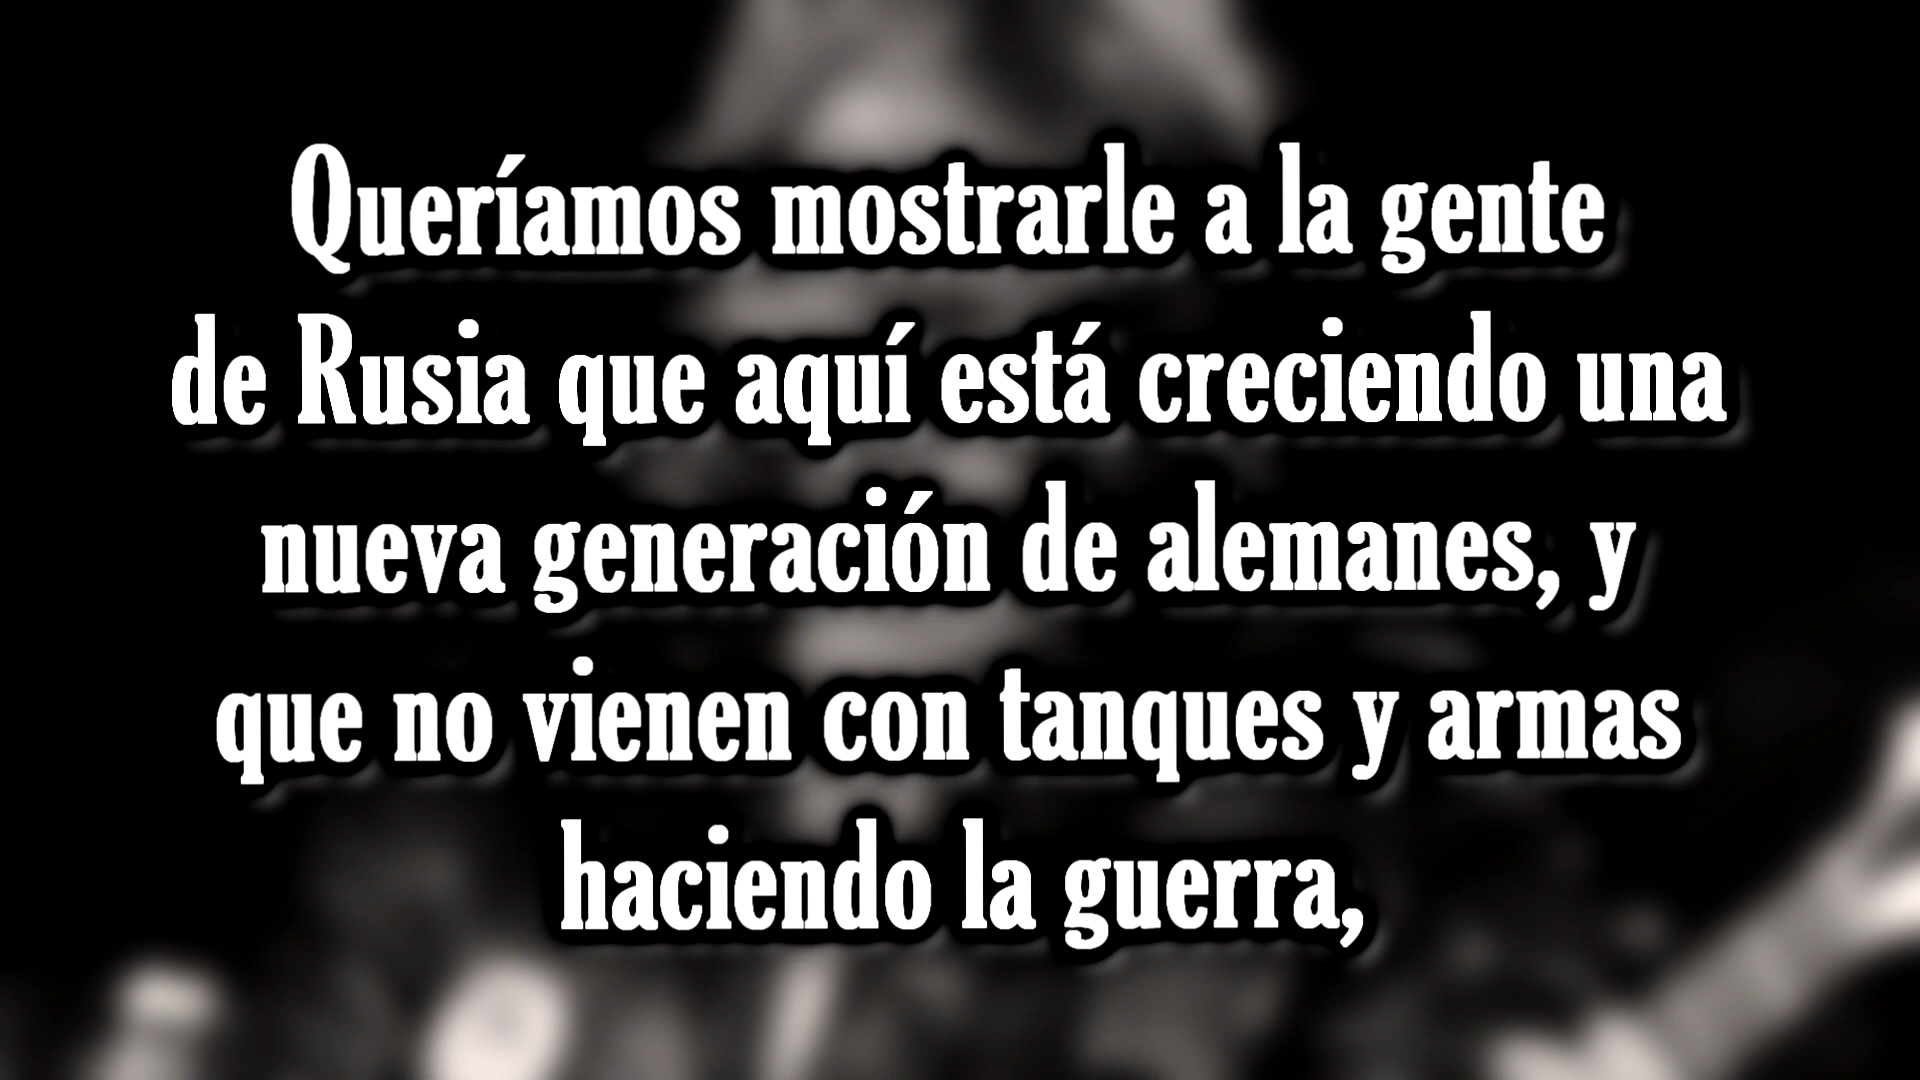 Queríamos mostrarle a la gente
de Rusia que aquí está creciendo una
nueva generación de alemanes, y
que no vienen con tanques y armas
haciendo la guerra,